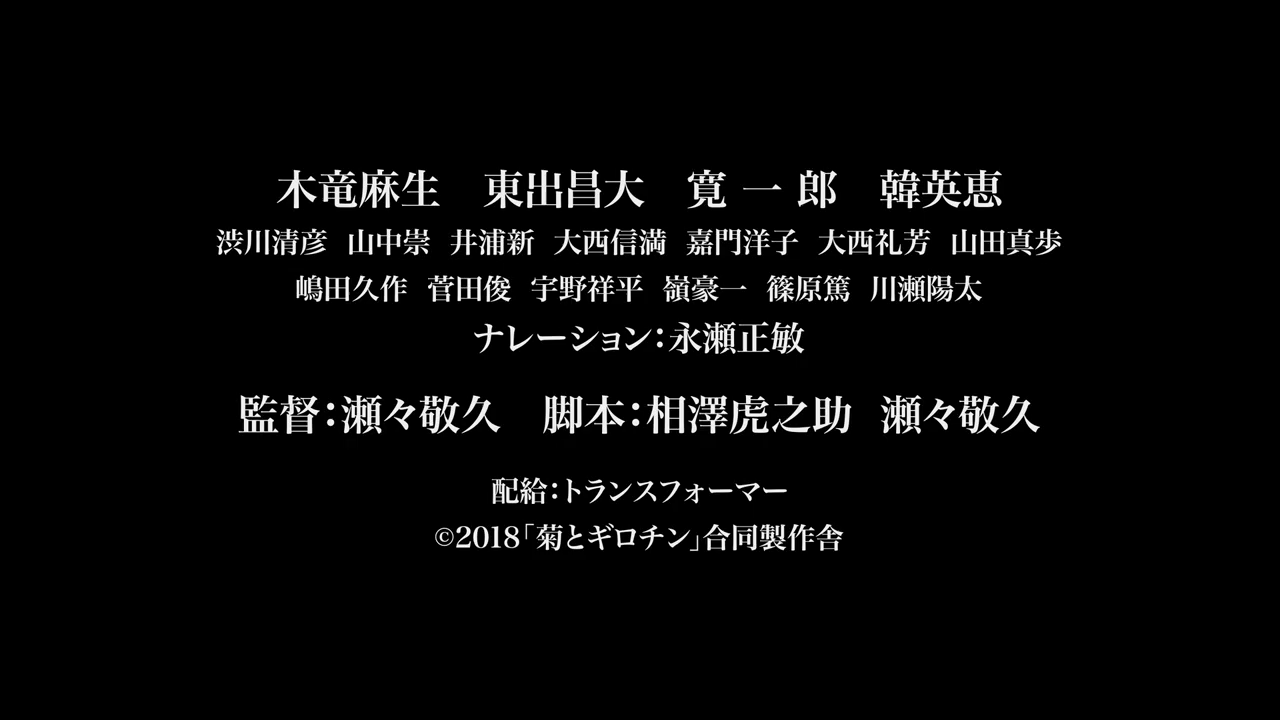 木竜麻生　東出昌大　寛 一 郎　韓英恵
渋川清彦　山中崇　井浦新　大西信満　嘉門洋子　大西礼芳　山田真歩
嶋田久作　菅田俊　宇野祥平　嶺豪一　篠原篤　川瀬陽太
ナレーション：永瀬正敏
監督：瀬々敬久　脚本：相澤虎之助　瀬々敬久
配給：トランスフォーマー
©2018「菊とギロチン」合同製作舎